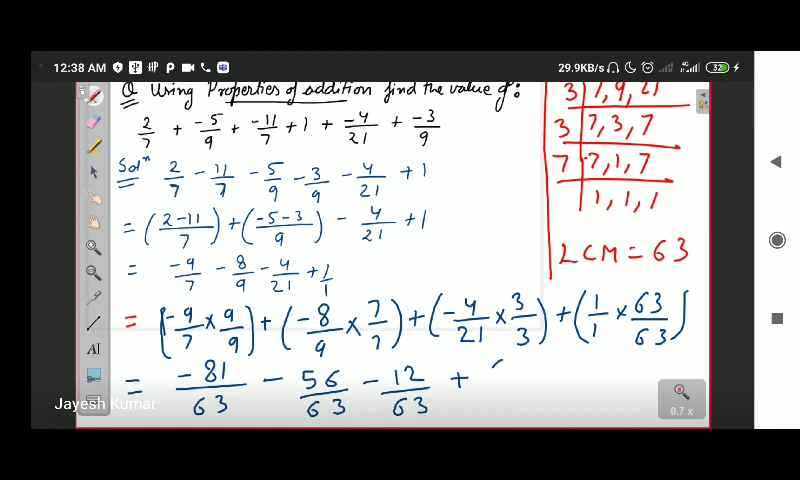 12:38 AM 29.9KB/s 4G 32
Q Using Properties of addition find the value of :
2/7 + -5/9 + -11/7 + 1 + -4/21 + -3/9
Solⁿ 2/7 - 11/7 - 5/9 - 3/9 - 4/21 + 1
= (2-11/7) + (-5-3/9) - 4/21 + 1
= -9/7 - 8/9 - 4/21 + 1/1
= (-9/7 × 9/9) + (-8/9 × 7/7) + (-4/21 × 3/3) + (1/1 × 63/63)
= -81/63 - 56/63 - 12/63 +
3 7, 9, 21
3 7, 3, 7
7 7, 1, 7
1, 1, 1
LCM = 63
Jayesh Kumar
0.7 x